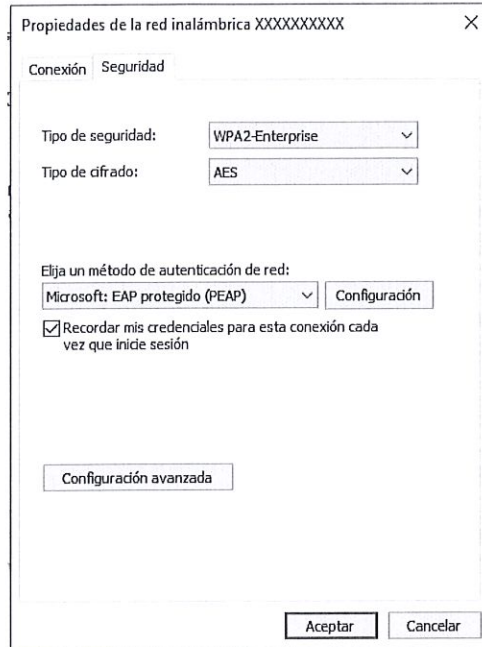 Propiedades de la red inalámbrica XXXXXXXXXX
Conexión Seguridad
Tipo de seguridad: WPA2-Enterprise
Tipo de cifrado: AES
Elija un método de autenticación de red:
Microsoft: EAP protegido (PEAP) Configuración
Recordar mis credenciales para esta conexión cada
vez que inicie sesión
Configuración avanzada
Aceptar Cancelar